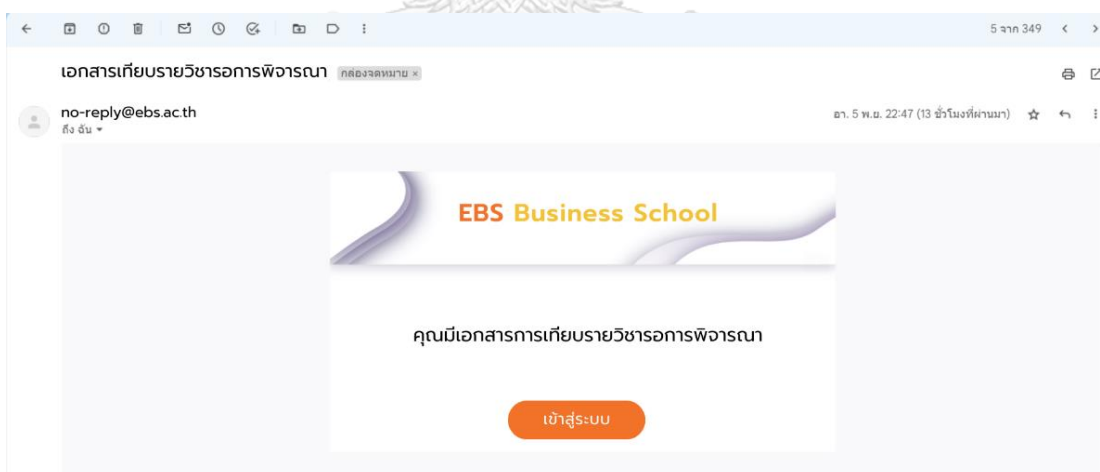 5 จาก 349
เอกสารเทียบรายวิชารอการพิจารณา กล่องจดหมาย ×
no-reply@ebs.ac.th
อา. 5 พ.ย. 22:47 (13 ชั่วโมงที่ผ่านมา)
ถึง ฉัน
EBS Business School
คุณมีเอกสารการเทียบรายวิชารอการพิจารณา
เข้าสู่ระบบ